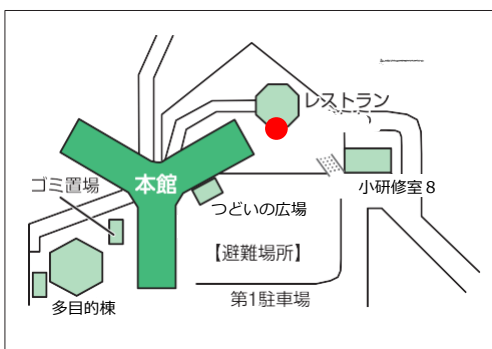 レストラン
ゴミ置場
本館
小研修室８
つどいの広場
【避難場所】
第1駐車場
多目的棟